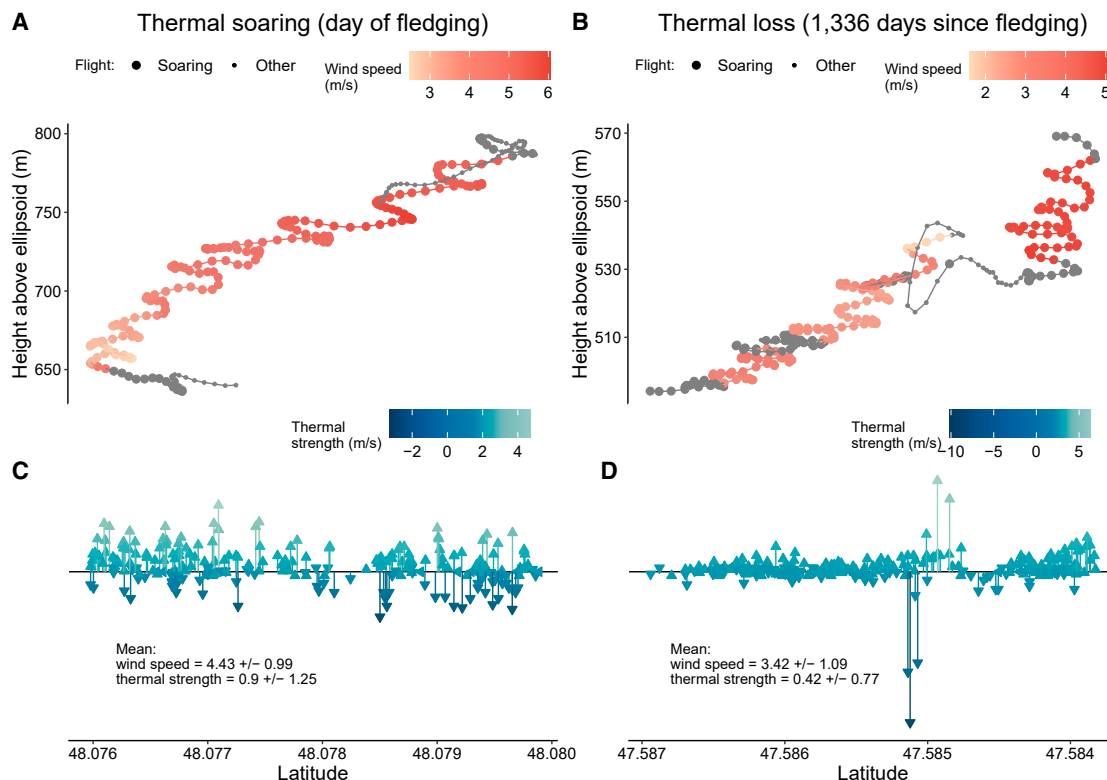 A
Thermal soaring (day of fledging)
Flight:
Soaring
Other
Wind speed
(m/s)
3 4 5 6
Height above ellipsoid (m)
800
750
700
650
B
Thermal loss (1,336 days since fledging)
Flight:
Soaring
Other
Wind speed
(m/s)
2 3 4 5
Height above ellipsoid (m)
570
550
530
510
Thermal
strength (m/s)
−2 0 2 4
C
Mean:
wind speed = 4.43 +/− 0.99
thermal strength = 0.9 +/− 1.25
48.076 48.077 48.078 48.079 48.080
Latitude
Thermal
strength (m/s)
−10 −5 0 5
D
Mean:
wind speed = 3.42 +/− 1.09
thermal strength = 0.42 +/− 0.77
47.587 47.586 47.585 47.584
Latitude